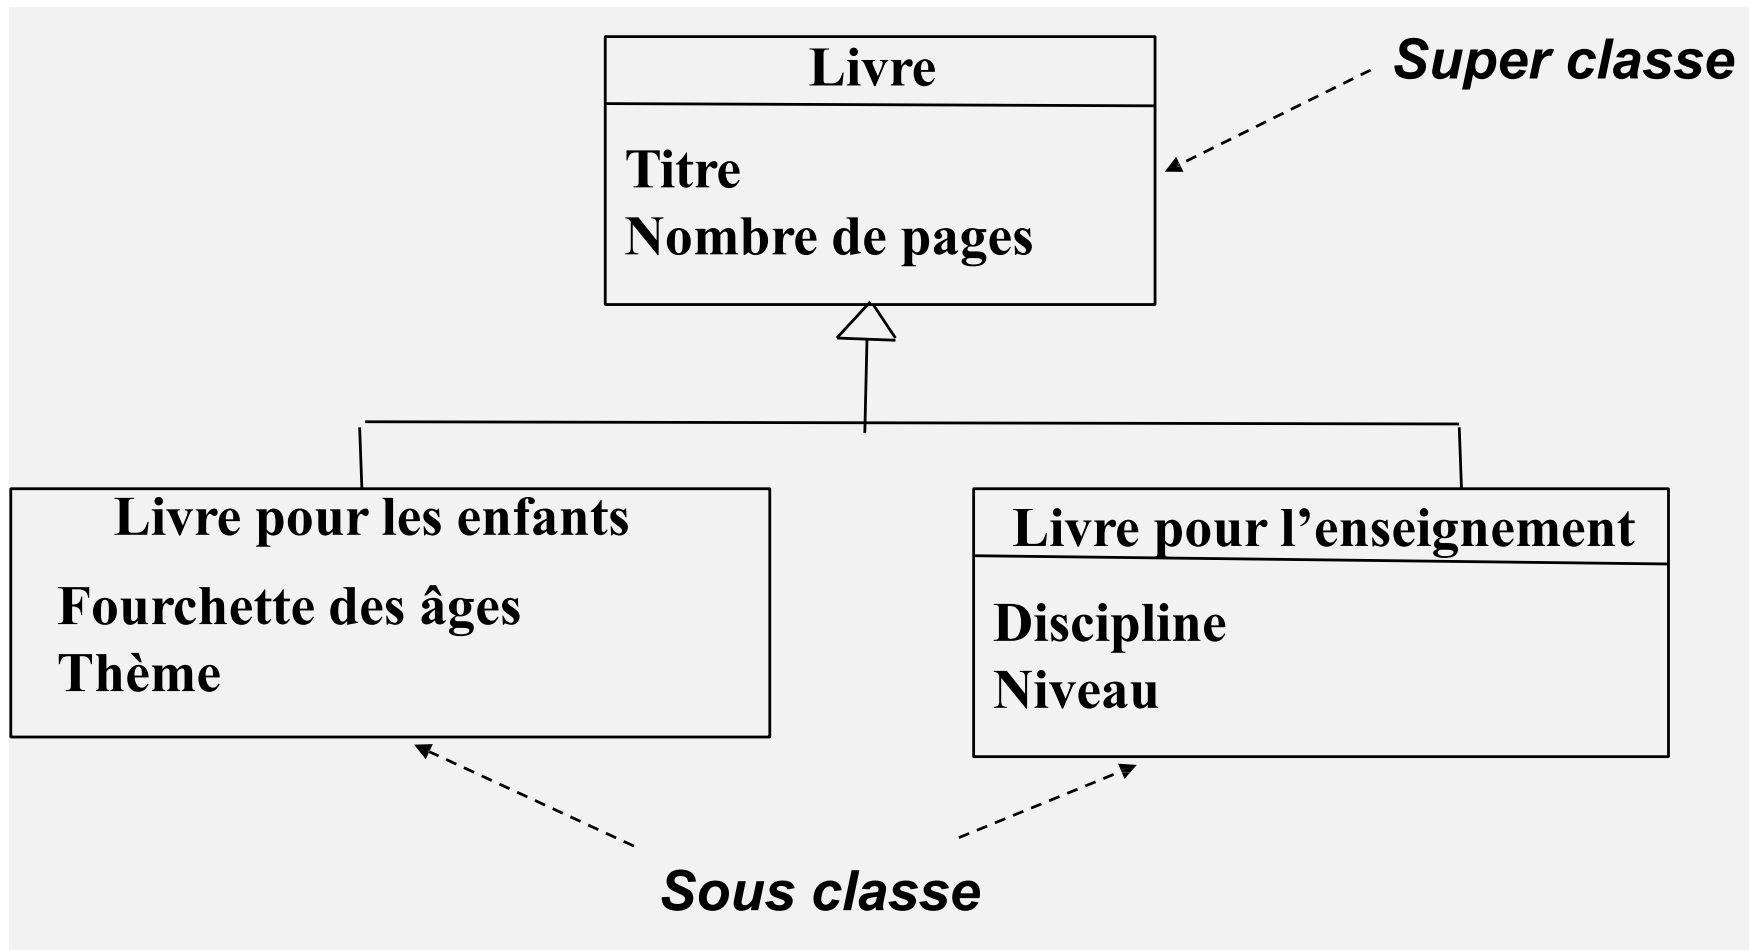 Livre
Super classe
Titre
Nombre de pages
Livre pour les enfants
Fourchette des âges
Thème
Livre pour l’enseignement
Discipline
Niveau
Sous classe